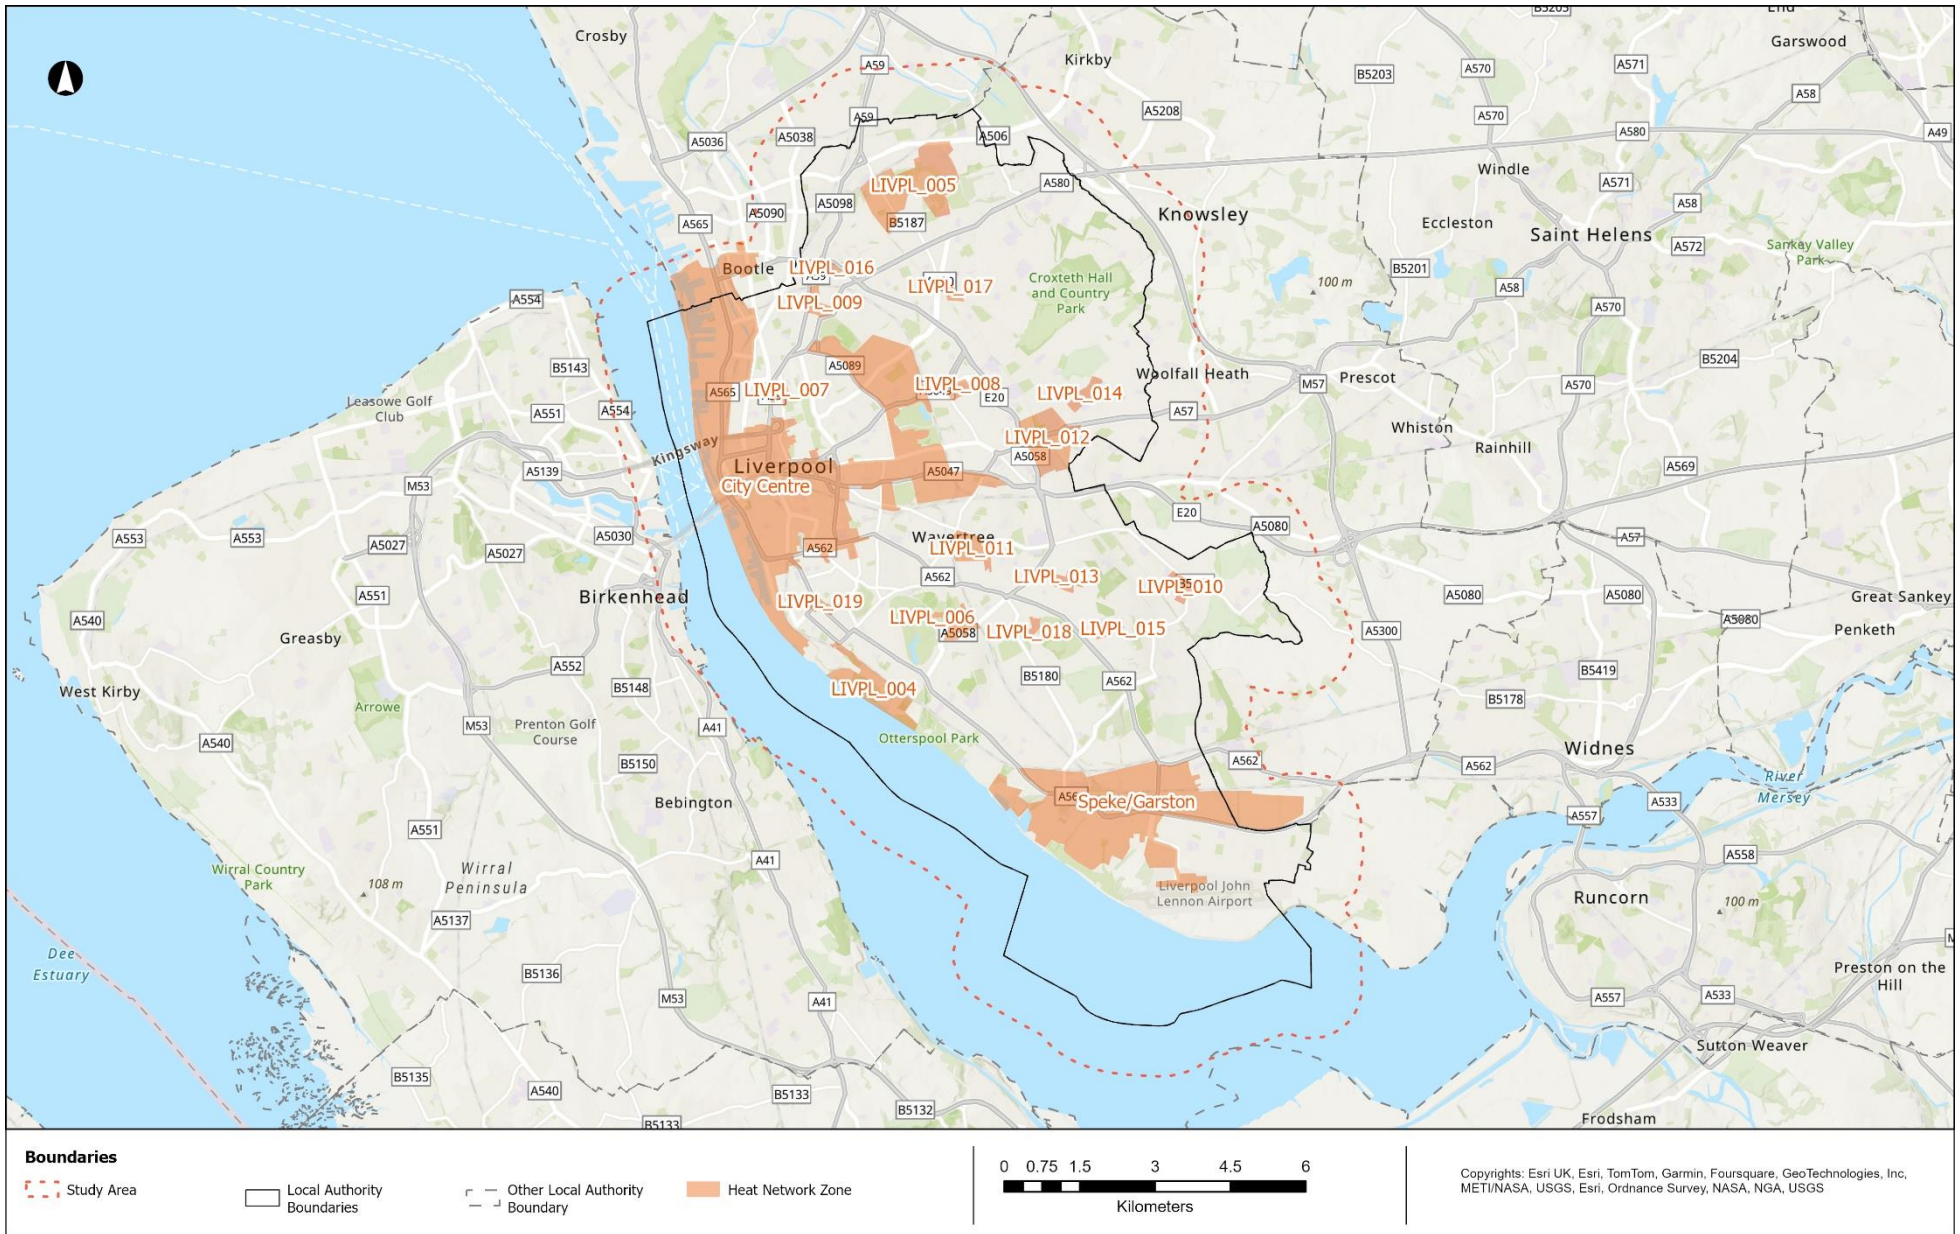 B5203
End
Crosby
Garswood
Kirkby
A59
B5203
A570
A571
A58
A5208
A59
A570
A5036
A5038
A506
A580
A49
Windle
A580
LIVPL_005
A571
A5098
A58
A5090
Knowsley
A565
B5187
Eccleston
Saint Helens
A572
Sankey Valley
Park
Bootle
LIVPL_016
B5201
Croxteth Hall
and Country
Park
LIVPL_017
100 m
A58
A554
LIVPL_009
A570
B5143
A5089
B5204
Woolfall Heath
Prescot
A565
LIVPL_007
LIVPL_008
LIVPL_014
M57
A570
E20
Leasowe Golf
Club
A551
A554
A57
Whiston
LIVPL_012
Rainhill
Kingsway
A5058
Liverpool
A569
City Centre
A5139
A5047
M53
E20
A5080
A553
A553
A5030
A57
A5027
A5027
A562
Wavertree
LIVPL_011
A562
LIVPL_013
LIVPL_010
A551
Birkenhead
LIVPL_019
A5080
A5080
Great Sankey
A540
LIVPL_006
A5080
Greasby
A5058
LIVPL_018
LIVPL_015
A5300
Penketh
A552
B5419
B5180
A562
West Kirby
B5148
LIVPL_004
B5178
Arrowe
M53
Prenton Golf
Course
A41
Otterspool Park
A540
Widnes
B5150
A562
A562
River
Mersey
Bebington
Speke/Garston
A533
A557
A551
A41
A558
Wirral Country
Park
108 m
Wirral
Peninsula
Liverpool John
Lennon Airport
Runcorn
100 m
A5137
Dee
Estuary
B5136
Preston on the
Hill
M53
A41
A557
A533
Sutton Weaver
B5135
A540
B5133
B5132
B5133
Frodsham
Boundaries
Study Area
Local Authority
Boundaries
Other Local Authority
Boundary
Heat Network Zone
0 0.75 1.5 3 4.5 6
Kilometers
Copyrights: Esri UK, Esri, TomTom, Garmin, Foursquare, GeoTechnologies, Inc,
METI/NASA, USGS, Esri, Ordnance Survey, NASA, NGA, USGS